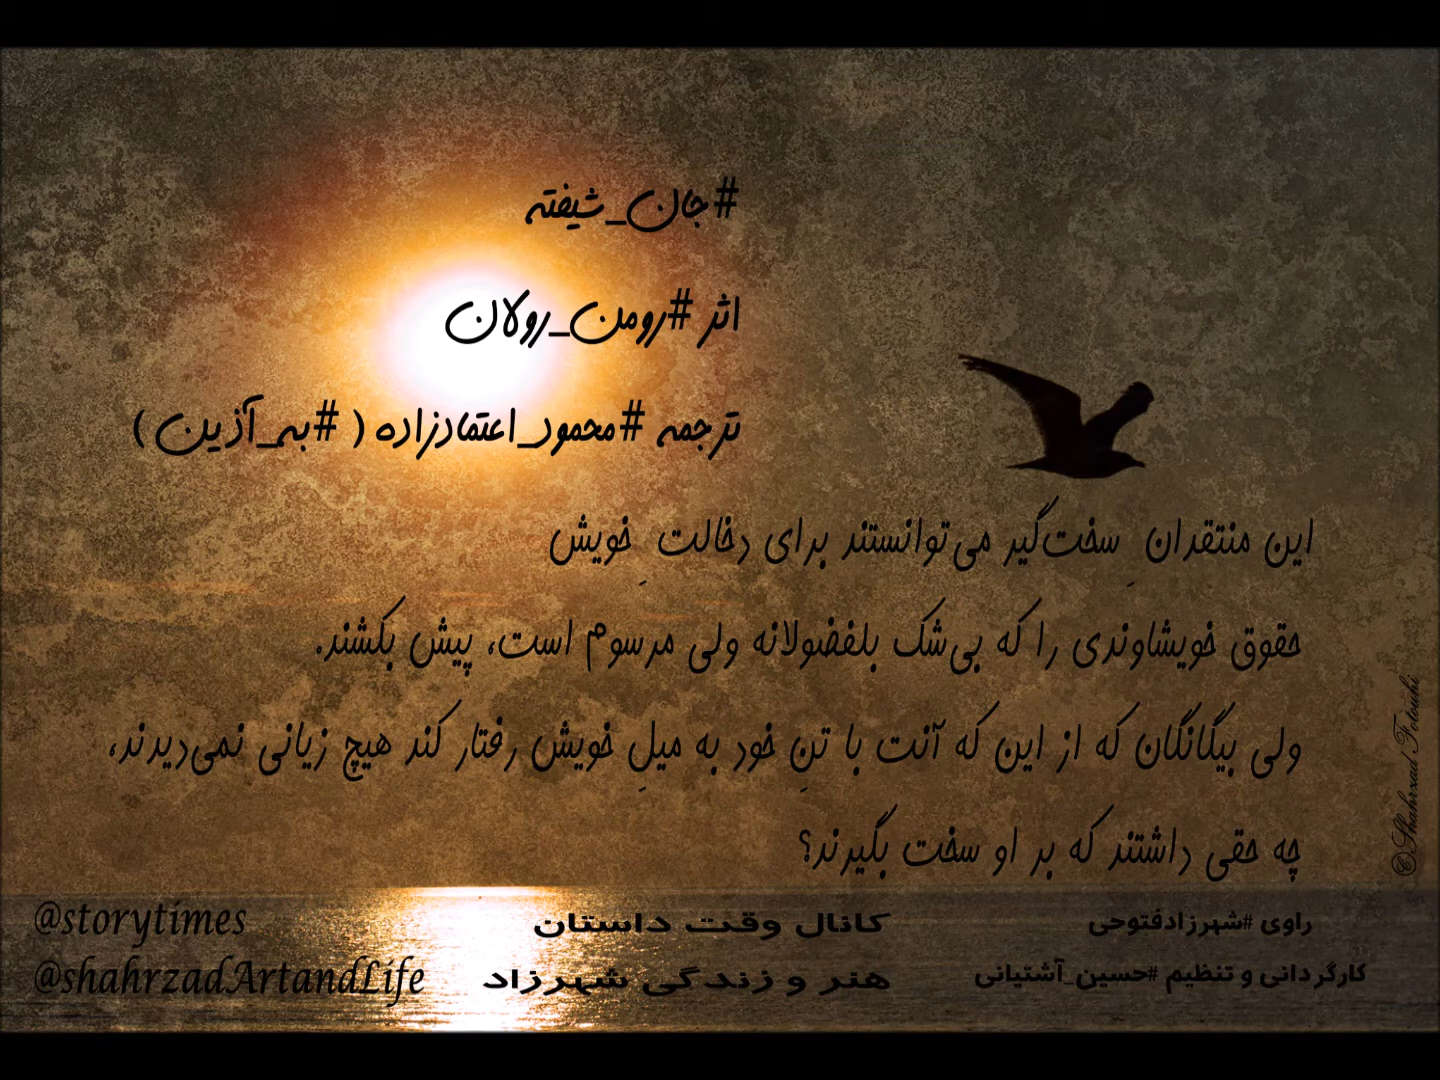 #جان_شیفته
اثر #رومن_رولان
ترجمه #محمود_اعتمادزاده ( #به_آذین )
این منتقدانِ سخت‌گیر می‌توانستند برای دخالتِ خویش
حقوق خویشاوندی را که بی‌شک بلفضولانه ولی مرسوم است، پیش بکشند.
ولی بیگانگان که از این که آنت با تنِ خود به میلِ خویش رفتار کند هیچ زیانی نمی‌دیدند،
چه حقی داشتند که بر او سخت بگیرند؟
©Shahrzad Fotouhi
راوی #شهرزادفتوحی
کانال وقت داستان
@storytimes
کارگردانی و تنظیم #حسین_آشتیانی
هنر و زندگی شهرزاد
@shahrzadArtandLife